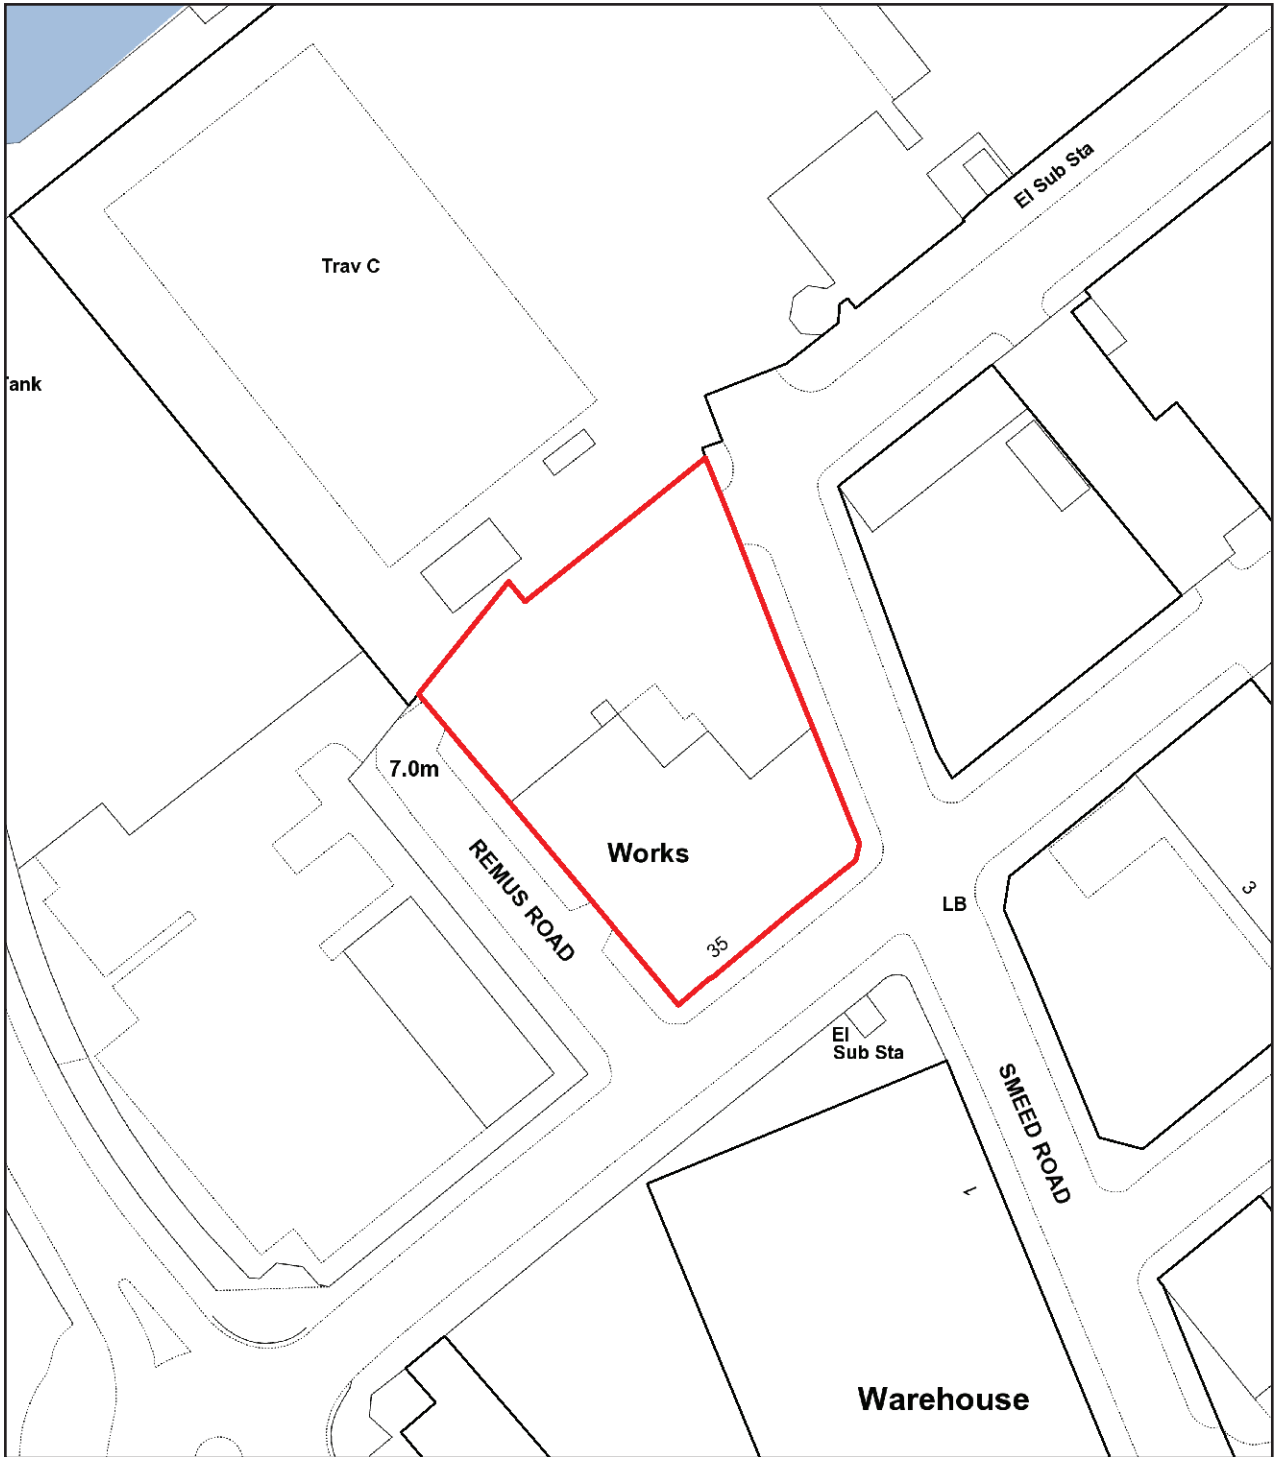 El Sub Sta
Trav C
7.0m
REMUS ROAD
Works
35
LB
3
El
Sub Sta
SMEED ROAD
1
Warehouse